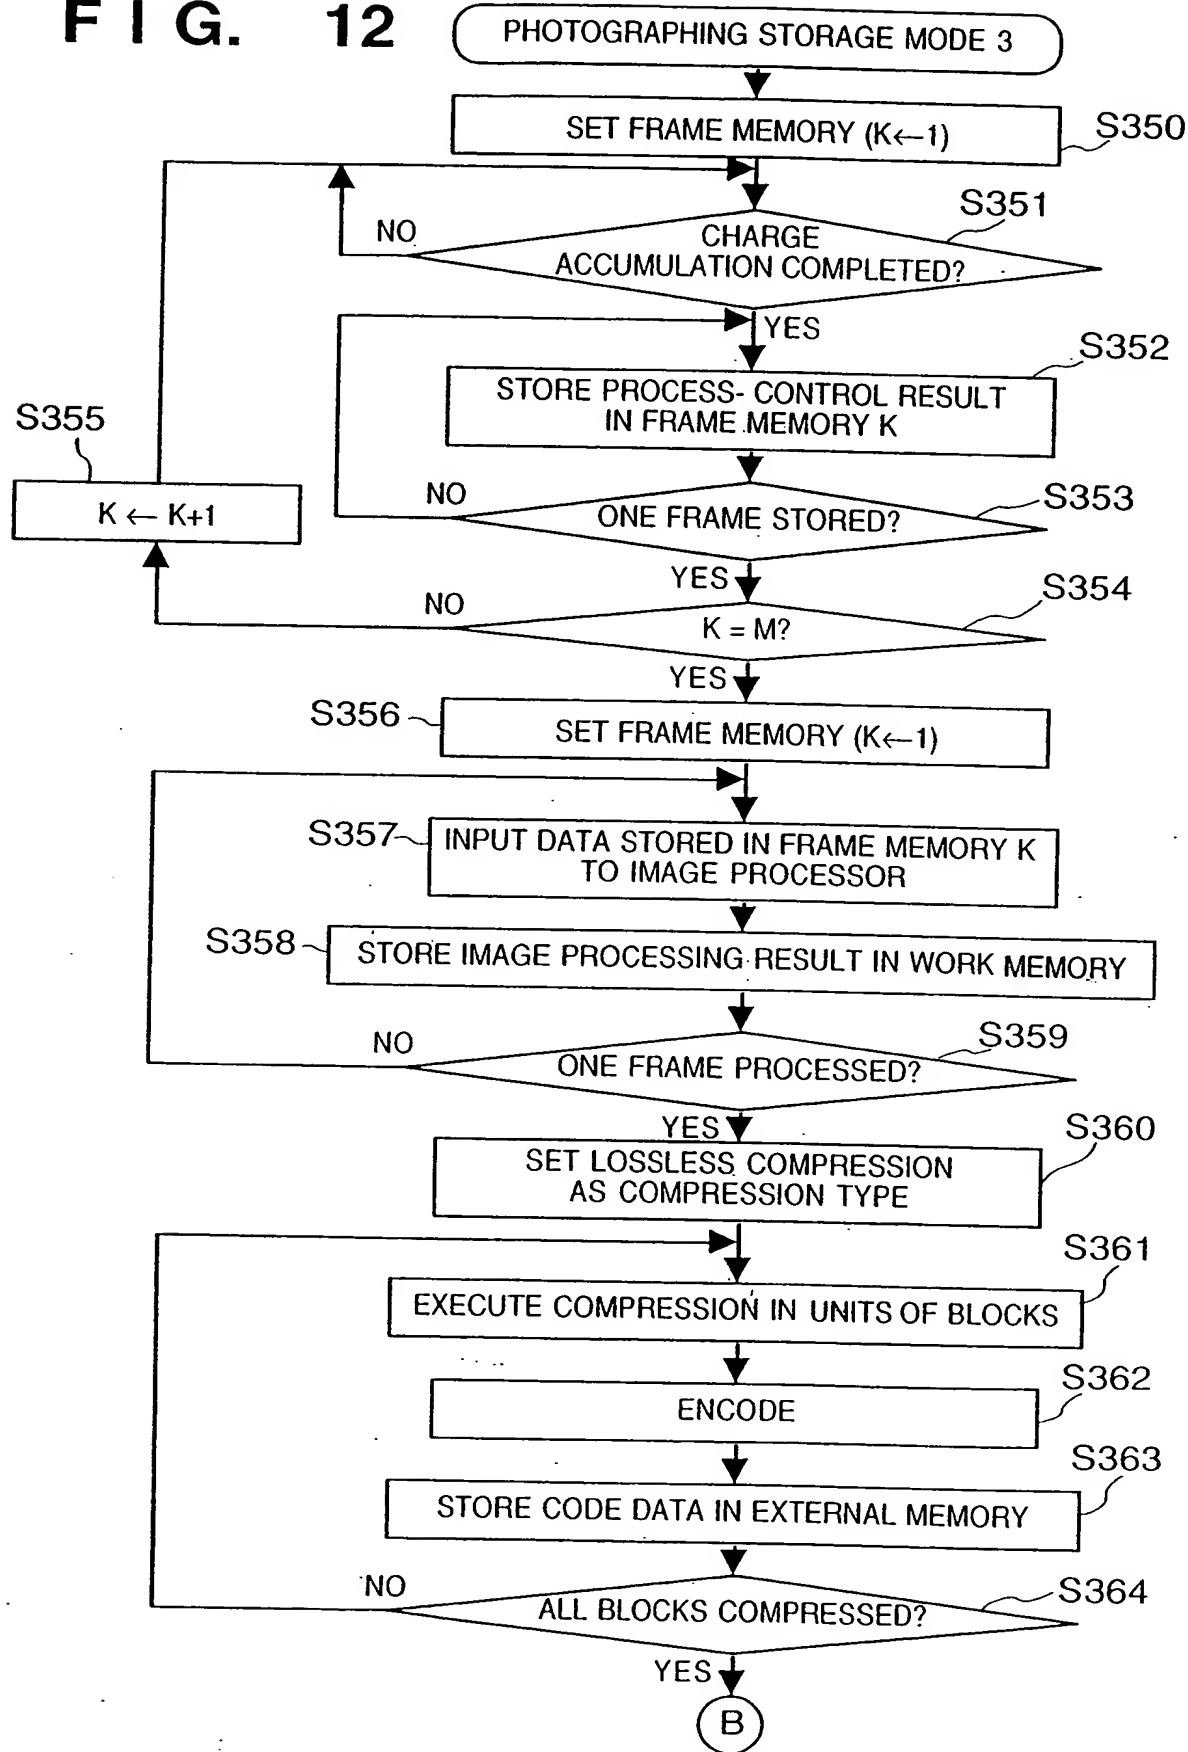 FIG. 12
PHOTOGRAPHING STORAGE MODE 3
SET FRAME MEMORY (K←1)
S350
S351
CHARGE
ACCUMULATION COMPLETED?
NO
YES
S352
STORE PROCESS- CONTROL RESULT
IN FRAME MEMORY K
S355
K ← K+1
S353
ONE FRAME STORED?
NO
YES
S354
K = M?
NO
YES
S356
SET FRAME MEMORY (K←1)
S357
INPUT DATA STORED IN FRAME MEMORY K
TO IMAGE PROCESSOR
S358
STORE IMAGE PROCESSING RESULT IN WORK MEMORY
S359
ONE FRAME PROCESSED?
NO
YES
S360
SET LOSSLESS COMPRESSION
AS COMPRESSION TYPE
S361
EXECUTE COMPRESSION IN UNITS OF BLOCKS
S362
ENCODE
S363
STORE CODE DATA IN EXTERNAL MEMORY
S364
ALL BLOCKS COMPRESSED?
NO
YES
B